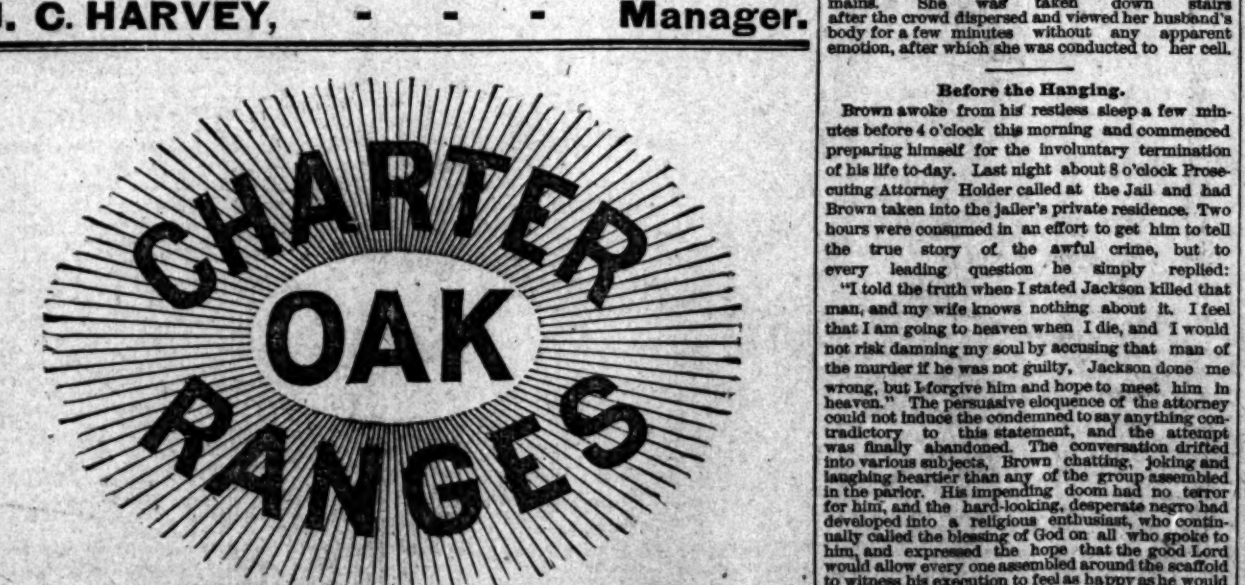 J. C. HARVEY, - - - Manager.
CHARTER
OAK
RANGES
mains. She was taken down stairs
after the crowd dispersed and viewed her husband's
body for a few minutes without any apparent
emotion, after which she was conducted to her cell.
Before the Hanging.
Brown awoke from his restless sleep a few min-
utes before 4 o'clock this morning and commenced
preparing himself for the involuntary termination
of his life to-day. Last night about 8 o'clock Prose-
cuting Attorney Holder called at the Jail and had
Brown taken into the jailer's private residence. Two
hours were consumed in an effort to get him to tell
the true story of the awful crime, but to
every leading question he simply replied:
"I told the truth when I stated Jackson killed that
man, and my wife knows nothing about it. I feel
that I am going to heaven when I die, and I would
not risk damning my soul by accusing that man of
the murder if he was not guilty. Jackson done me
wrong, but I forgive him and hope to meet him in
heaven." The persuasive eloquence of the attorney
could not induce the condemned to say anything con-
tradictory to this statement, and the attempt
was finally abandoned. The conversation drifted
into various subjects, Brown chatting, joking and
laughing heartier than any of the group assembled
in the parlor. His impending doom had no terror
for him, and the hard-looking, desperate negro had
developed into a religious enthusiast, who contin-
ually called the blessing of God on all who spoke to
him, and expressed the hope that the good Lord
would allow every one assembled around the scaffold
to witness his execution to feel as happy as he would